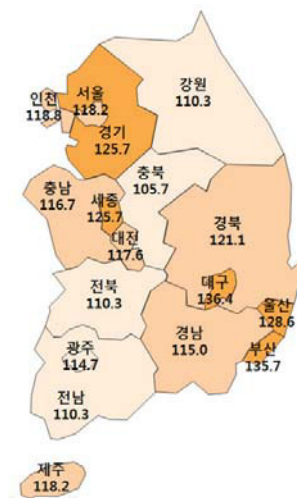 강원
110.3
서울
118.2
인천
118.8
경기
125.7
충북
105.7
충남
116.7
세종
125.7
대전
117.6
경북
121.1
대구
136.4
전북
110.3
울산
128.6
경남
115.0
부산
135.7
광주
114.7
전남
110.3
제주
118.2